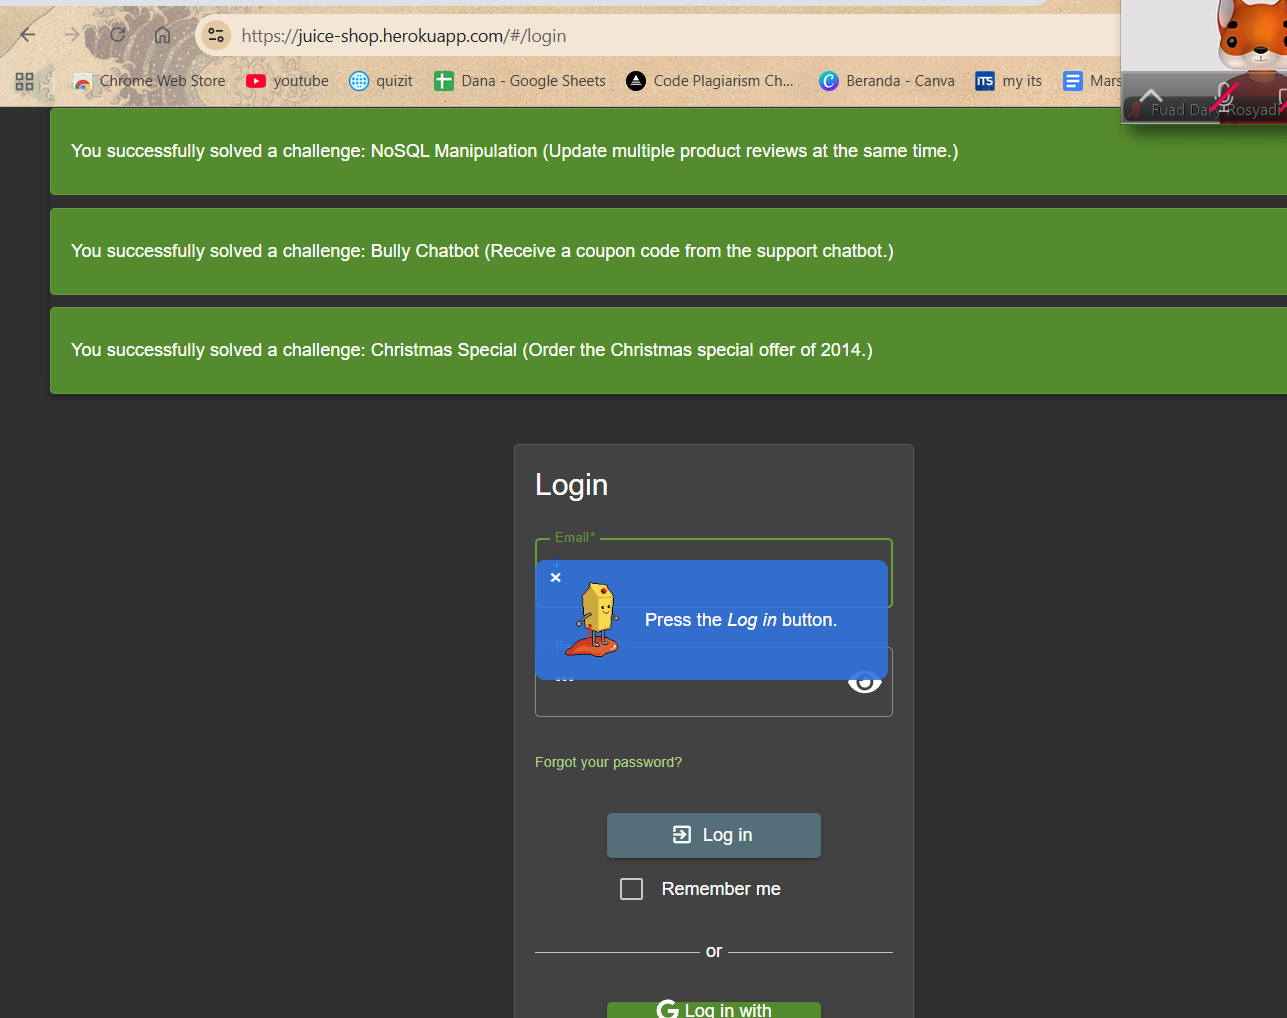 https://juice-shop.herokuapp.com/#/login
Chrome Web Store youtube quizit Dana - Google Sheets Code Plagiarism Ch... Beranda - Canva ITS my its Mars
Fuad Dary Rosyadi
You successfully solved a challenge: NoSQL Manipulation (Update multiple product reviews at the same time.)
You successfully solved a challenge: Bully Chatbot (Receive a coupon code from the support chatbot.)
You successfully solved a challenge: Christmas Special (Order the Christmas special offer of 2014.)
Login
Email*
Press the Log in button.
Forgot your password?
Log in
Remember me
or
G Log in with